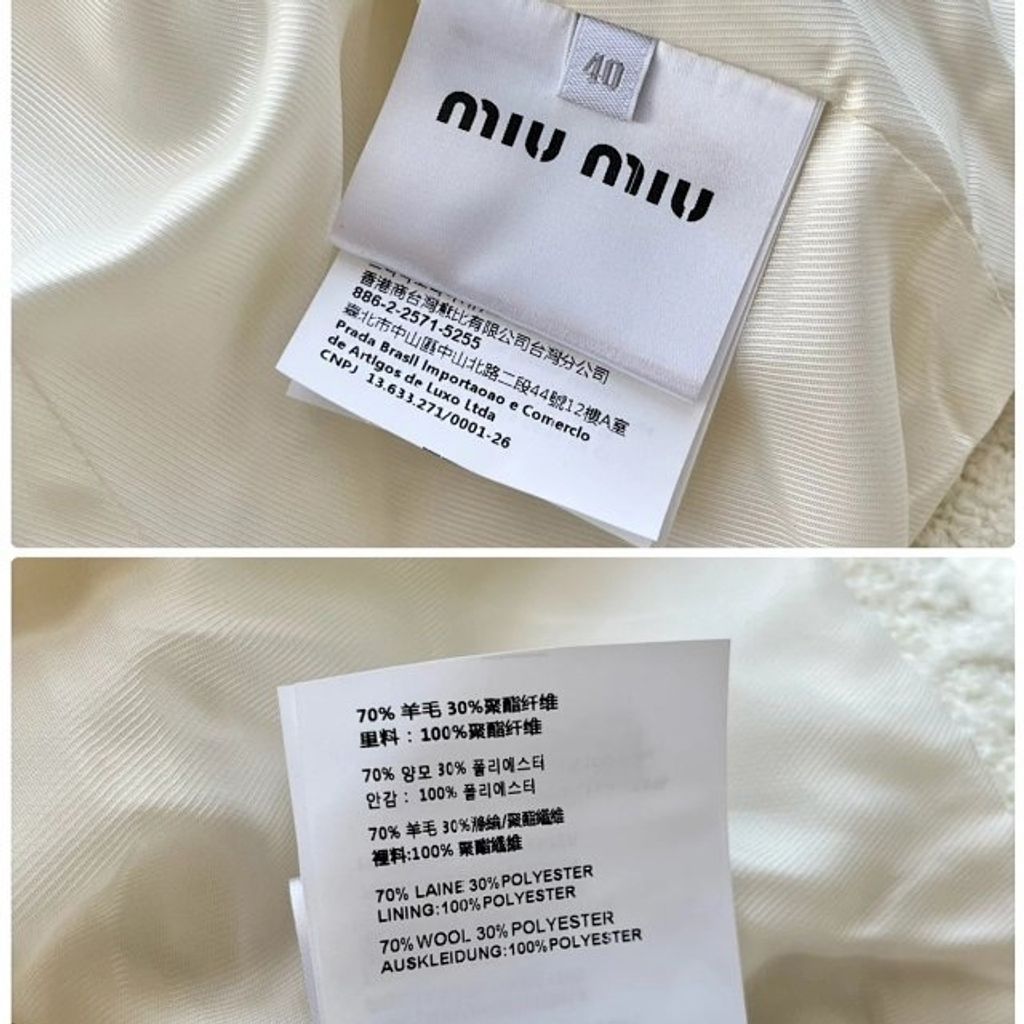 40
miu miu
香港商台灣普比有限公司台灣分公司
886-2-2571-5255
臺北市中山區中山北路二段44號12樓A室
Prada Brasil Importaoao e Comerclo
de Artigos de Luxo Ltda
CNPJ 13.633.271/0001-26
70% 羊毛 30%聚酯纤维
里料：100%聚酯纤维
70% 양모 30% 폴리에스터
안감： 100% 폴리에스터
70% 羊毛 30%滌綸/聚酯纖維
裡料:100% 聚酯纖維
70% LAINE 30%POLYESTER
LINING:100%POLYESTER
70%WOOL 30%POLYESTER
AUSKLEIDUNG:100%POLYESTER